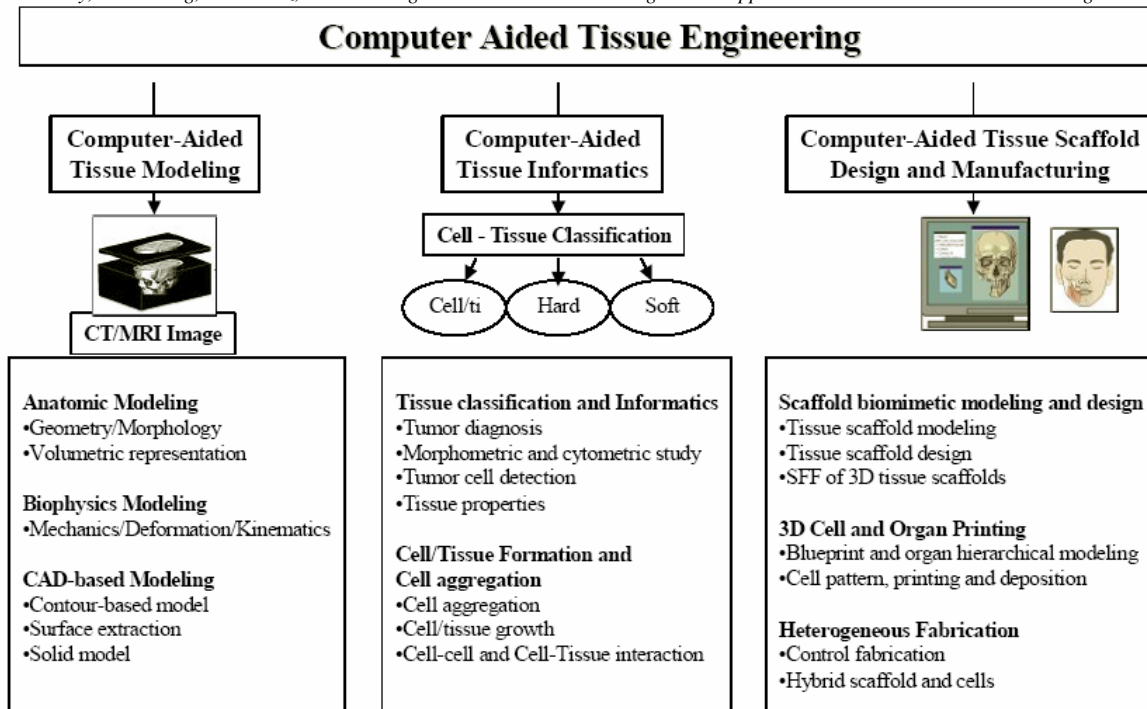 Computer Aided Tissue Engineering
Computer-Aided
Tissue Modeling
CT/MRI Image
Anatomic Modeling
•Geometry/Morphology
•Volumetric representation
Biophysics Modeling
•Mechanics/Deformation/Kinematics
CAD-based Modeling
•Contour-based model
•Surface extraction
•Solid model
Computer-Aided
Tissue Informatics
Cell - Tissue Classification
Cell/ti
Hard
Soft
Tissue classification and Informatics
•Tumor diagnosis
•Morphometric and cytometric study
•Tumor cell detection
•Tissue properties
Cell/Tissue Formation and
Cell aggregation
•Cell aggregation
•Cell/tissue growth
•Cell-cell and Cell-Tissue interaction
Computer-Aided Tissue Scaffold
Design and Manufacturing
Scaffold biomimetic modeling and design
•Tissue scaffold modeling
•Tissue scaffold design
•SFF of 3D tissue scaffolds
3D Cell and Organ Printing
•Blueprint and organ hierarchical modeling
•Cell pattern, printing and deposition
Heterogeneous Fabrication
•Control fabrication
•Hybrid scaffold and cells